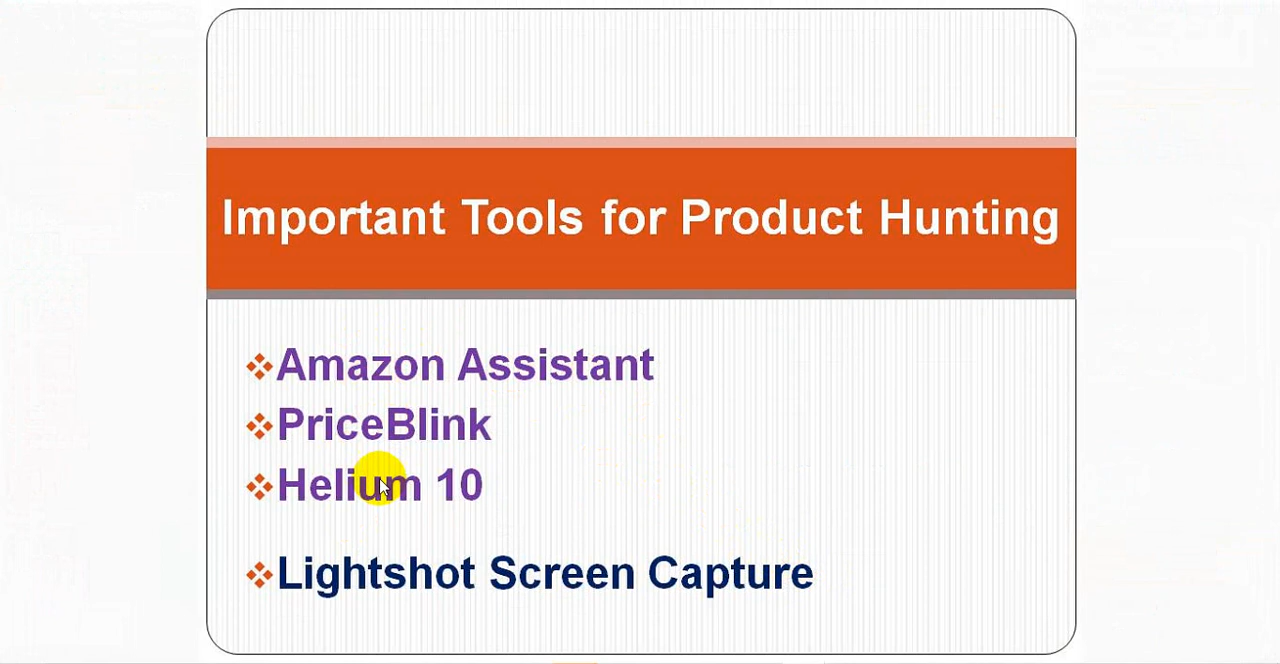 Important Tools for Product Hunting
Amazon Assistant
PriceBlink
Helium 10
Lightshot Screen Capture